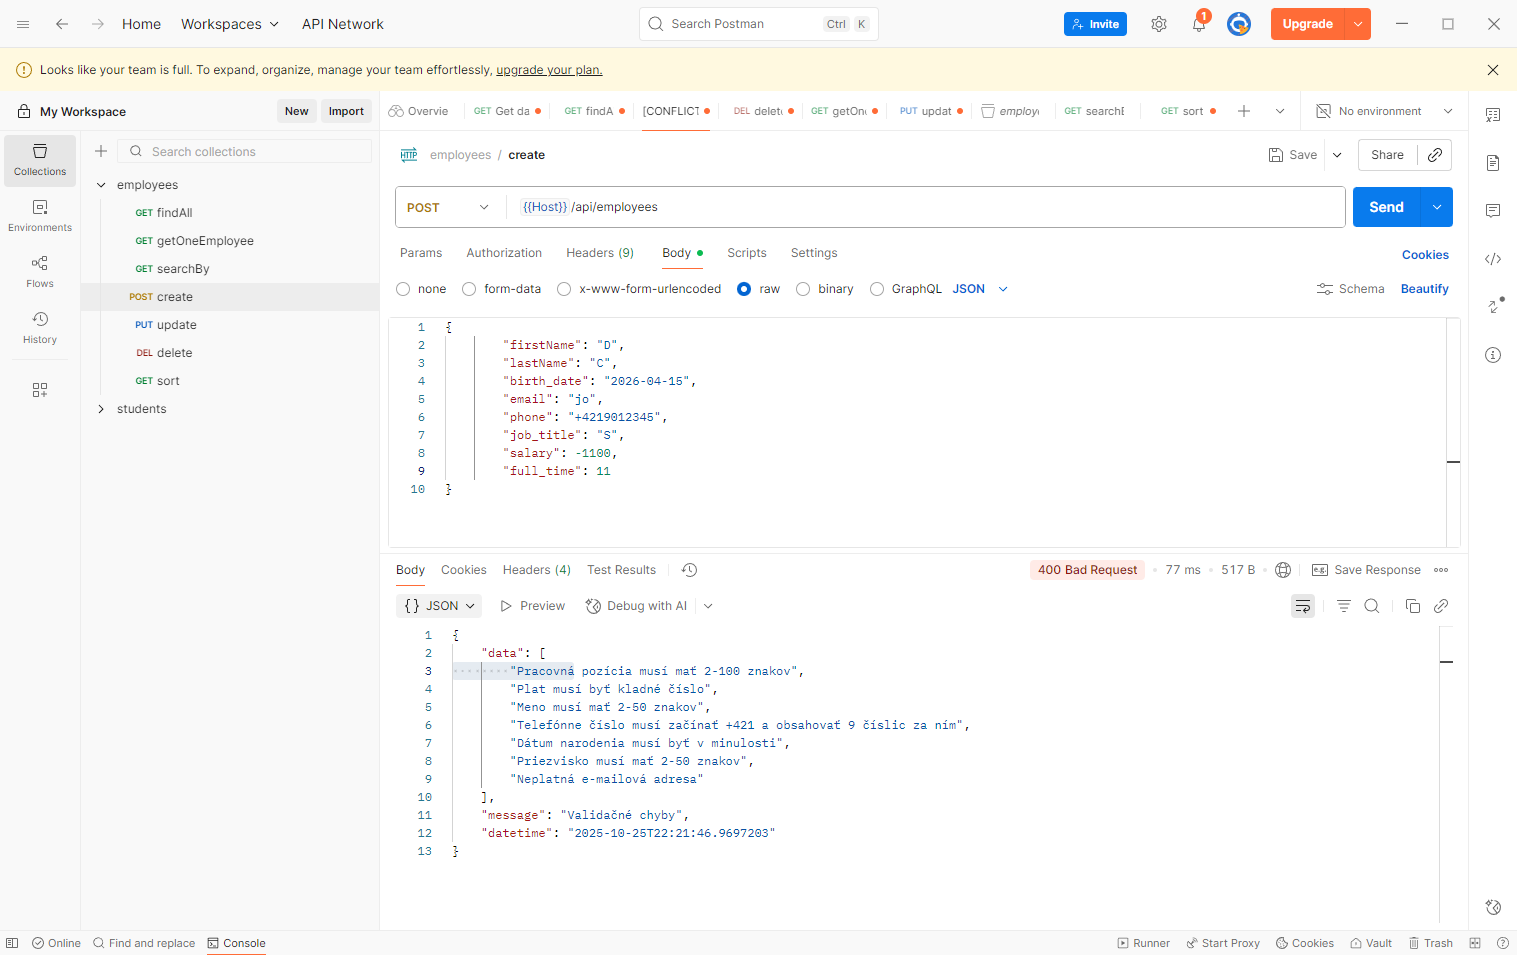 Home Workspaces API Network Search Postman Ctrl K Invite 1 Upgrade
Looks like your team is full. To expand, organize, manage your team effortlessly, upgrade your plan.
My Workspace New Import
Overvie GET Get da GET findA [CONFLICT DEL delet GET getOn PUT updat employ GET searchE GET sort No environment
Collections
Environments
Flows
History
Search collections
employees
GET findAll
GET getOneEmployee
GET searchBy
POST create
PUT update
DEL delete
GET sort
students
HTTP employees / create Save Share
POST {{Host}} /api/employees Send
Params Authorization Headers (9) Body Scripts Settings Cookies
none form-data x-www-form-urlencoded raw binary GraphQL JSON Schema Beautify
1 {
2 "firstName": "D",
3 "lastName": "C",
4 "birth_date": "2026-04-15",
5 "email": "jo",
6 "phone": "+4219012345",
7 "job_title": "S",
8 "salary": -1100,
9 "full_time": 11
10 }
Body Cookies Headers (4) Test Results 400 Bad Request 77 ms 517 B e.g. Save Response
{} JSON Preview Debug with AI
1 {
2 "data": [
3 "Pracovná pozícia musí mať 2-100 znakov",
4 "Plat musí byť kladné číslo",
5 "Meno musí mať 2-50 znakov",
6 "Telefónne číslo musí začínať +421 a obsahovať 9 číslic za ním",
7 "Dátum narodenia musí byť v minulosti",
8 "Priezvisko musí mať 2-50 znakov",
9 "Neplatná e-mailová adresa"
10 ],
11 "message": "Validačné chyby",
12 "datetime": "2025-10-25T22:21:46.9697203"
13 }
Online Find and replace Console Runner Start Proxy Cookies Vault Trash